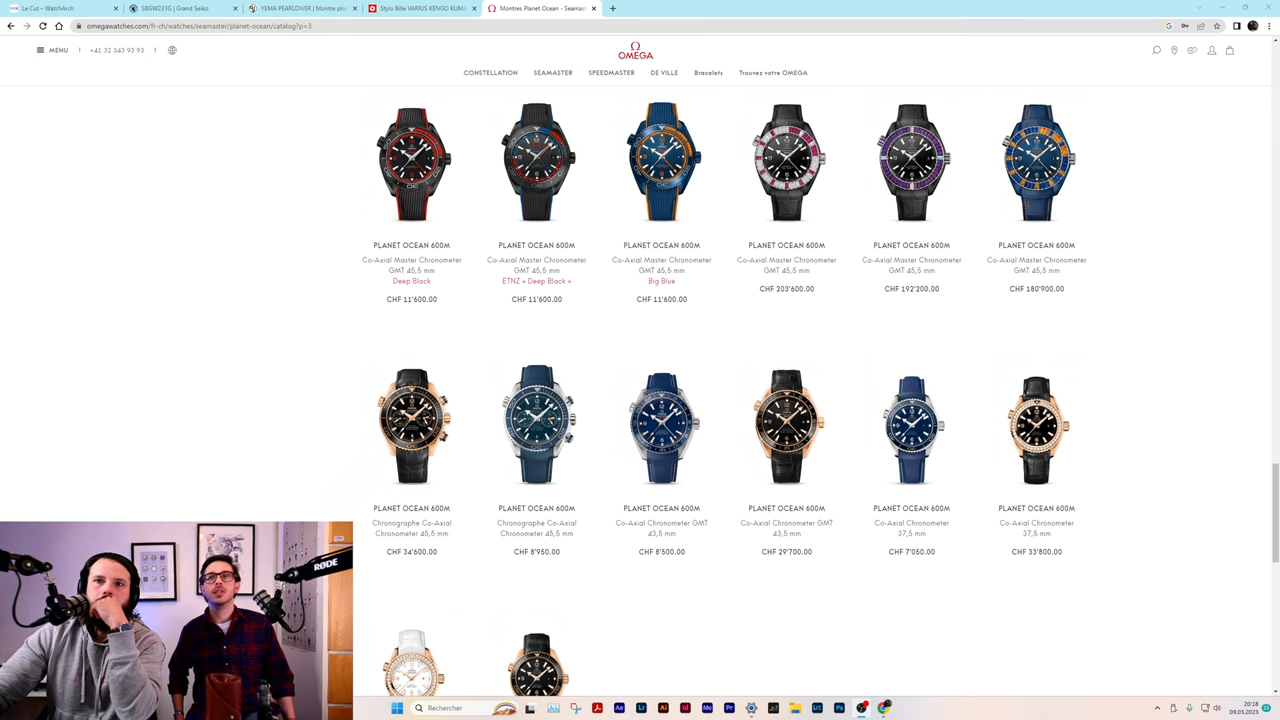 Le Cut – WatchArch
SBGW231G | Grand Seiko
YEMA PEARLDIVER | Montre plon
Stylo Bille VARIUS KENGO KUMA
Montres Planet Ocean - Seamast
omegawatches.com/fr-ch/watches/seamaster/planet-ocean/catalog?p=3
MENU
+41 32 343 93 93
Ω
OMEGA
CONSTELLATION SEAMASTER SPEEDMASTER DE VILLE Bracelets Trouvez votre OMEGA
PLANET OCEAN 600M
Co-Axial Master Chronometer
GMT 45,5 mm
Deep Black
CHF 11'600.00
PLANET OCEAN 600M
Co-Axial Master Chronometer
GMT 45,5 mm
ETNZ « Deep Black »
CHF 11'600.00
PLANET OCEAN 600M
Co-Axial Master Chronometer
GMT 45,5 mm
Big Blue
CHF 11'600.00
PLANET OCEAN 600M
Co-Axial Master Chronometer
GMT 45,5 mm
CHF 203'600.00
PLANET OCEAN 600M
Co-Axial Master Chronometer
GMT 45,5 mm
CHF 192'200.00
PLANET OCEAN 600M
Co-Axial Master Chronometer
GMT 45,5 mm
CHF 180'900.00
PLANET OCEAN 600M
Chronographe Co-Axial
Chronometer 45,5 mm
CHF 34'600.00
PLANET OCEAN 600M
Chronographe Co-Axial
Chronometer 45,5 mm
CHF 8'950.00
PLANET OCEAN 600M
Co-Axial Chronometer GMT
43,5 mm
CHF 8'500.00
PLANET OCEAN 600M
Co-Axial Chronometer GMT
43,5 mm
CHF 29'700.00
PLANET OCEAN 600M
Co-Axial Chronometer
37,5 mm
CHF 7'050.00
PLANET OCEAN 600M
Co-Axial Chronometer
37,5 mm
CHF 33'800.00
RØDE
Rechercher
Ae
Lr
Ai
Id
Me
Pr
LrC
Ps
20:18
09.03.2023